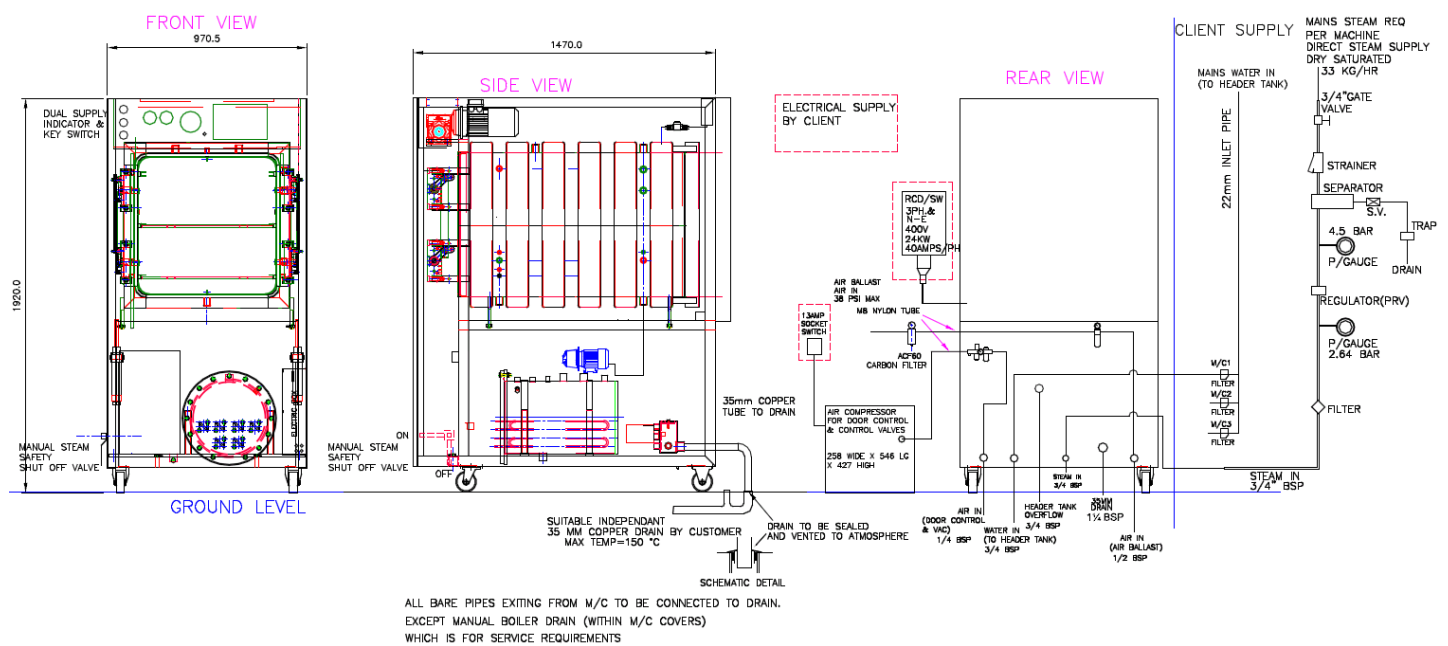 FRONT VIEW
970.5
1920.0
DUAL SUPPLY
INDICATOR &
KEY SWITCH
ELECTRIC BOX
MANUAL STEAM
SAFETY
SHUT OFF VALVE
GROUND LEVEL
1470.0
SIDE VIEW
MANUAL STEAM
SAFETY
SHUT OFF VALVE
ON
OFF
35mm COPPER
TUBE TO DRAIN
SUITABLE INDEPENDANT
35 MM COPPER DRAIN BY CUSTOMER
MAX TEMP=150 °C
DRAIN TO BE SEALED
AND VENTED TO ATMOSPHERE
SCHEMATIC DETAIL
ALL BARE PIPES EXITING FROM M/C TO BE CONNECTED TO DRAIN.
EXCEPT MANUAL BOILER DRAIN (WITHIN M/C COVERS)
WHICH IS FOR SERVICE REQUIREMENTS
ELECTRICAL SUPPLY
BY CLIENT
REAR VIEW
RCD/SW
3PH.&
N-E
400V
24KW
40AMPS/PH
AIR BALLAST
AIR IN
38 PSI MAX
M8 NYLON TUBE
13AMP
SOCKET
SWITCH
ACF60
CARBON FILTER
AIR COMPRESSOR
FOR DOOR CONTROL
& CONTROL VALVES
258 WIDE X 546 LG
X 427 HIGH
AIR IN
(DOOR CONTROL
& VAC)
1/4 BSP
WATER IN
(TO HEADER TANK)
3/4 BSP
HEADER TANK
OVERFLOW
3/4 BSP
STEAM IN
3/4 BSP
35MM
DRAIN
1¼ BSP
AIR IN
(AIR BALLAST)
1/2 BSP
CLIENT SUPPLY
MAINS WATER IN
(TO HEADER TANK)
22mm INLET PIPE
M/C1
FILTER
M/C2
FILTER
M/C3
FILTER
MAINS STEAM REQ
PER MACHINE
DIRECT STEAM SUPPLY
DRY SATURATED
33 KG/HR
3/4"GATE
VALVE
STRAINER
SEPARATOR
S.V.
TRAP
DRAIN
4.5 BAR
P/GAUGE
REGULATOR(PRV)
P/GAUGE
2.64 BAR
FILTER
STEAM IN
3/4" BSP